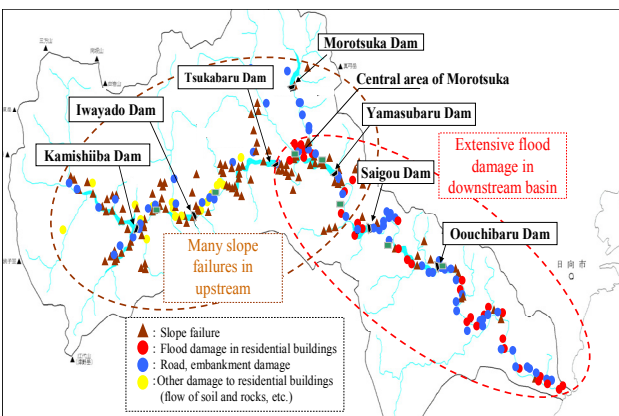 Morotsuka Dam
Tsukabaru Dam
Central area of Morotsuka
Iwayado Dam
Yamasubaru Dam
Kamishiiba Dam
Extensive flood
damage in
downstream basin
Saigou Dam
Oouchibaru Dam
Many slope
failures in
upstream
日向市
: Slope failure
: Flood damage in residential buildings
: Road, embankment damage
: Other damage to residential buildings
(flow of soil and rocks, etc.)